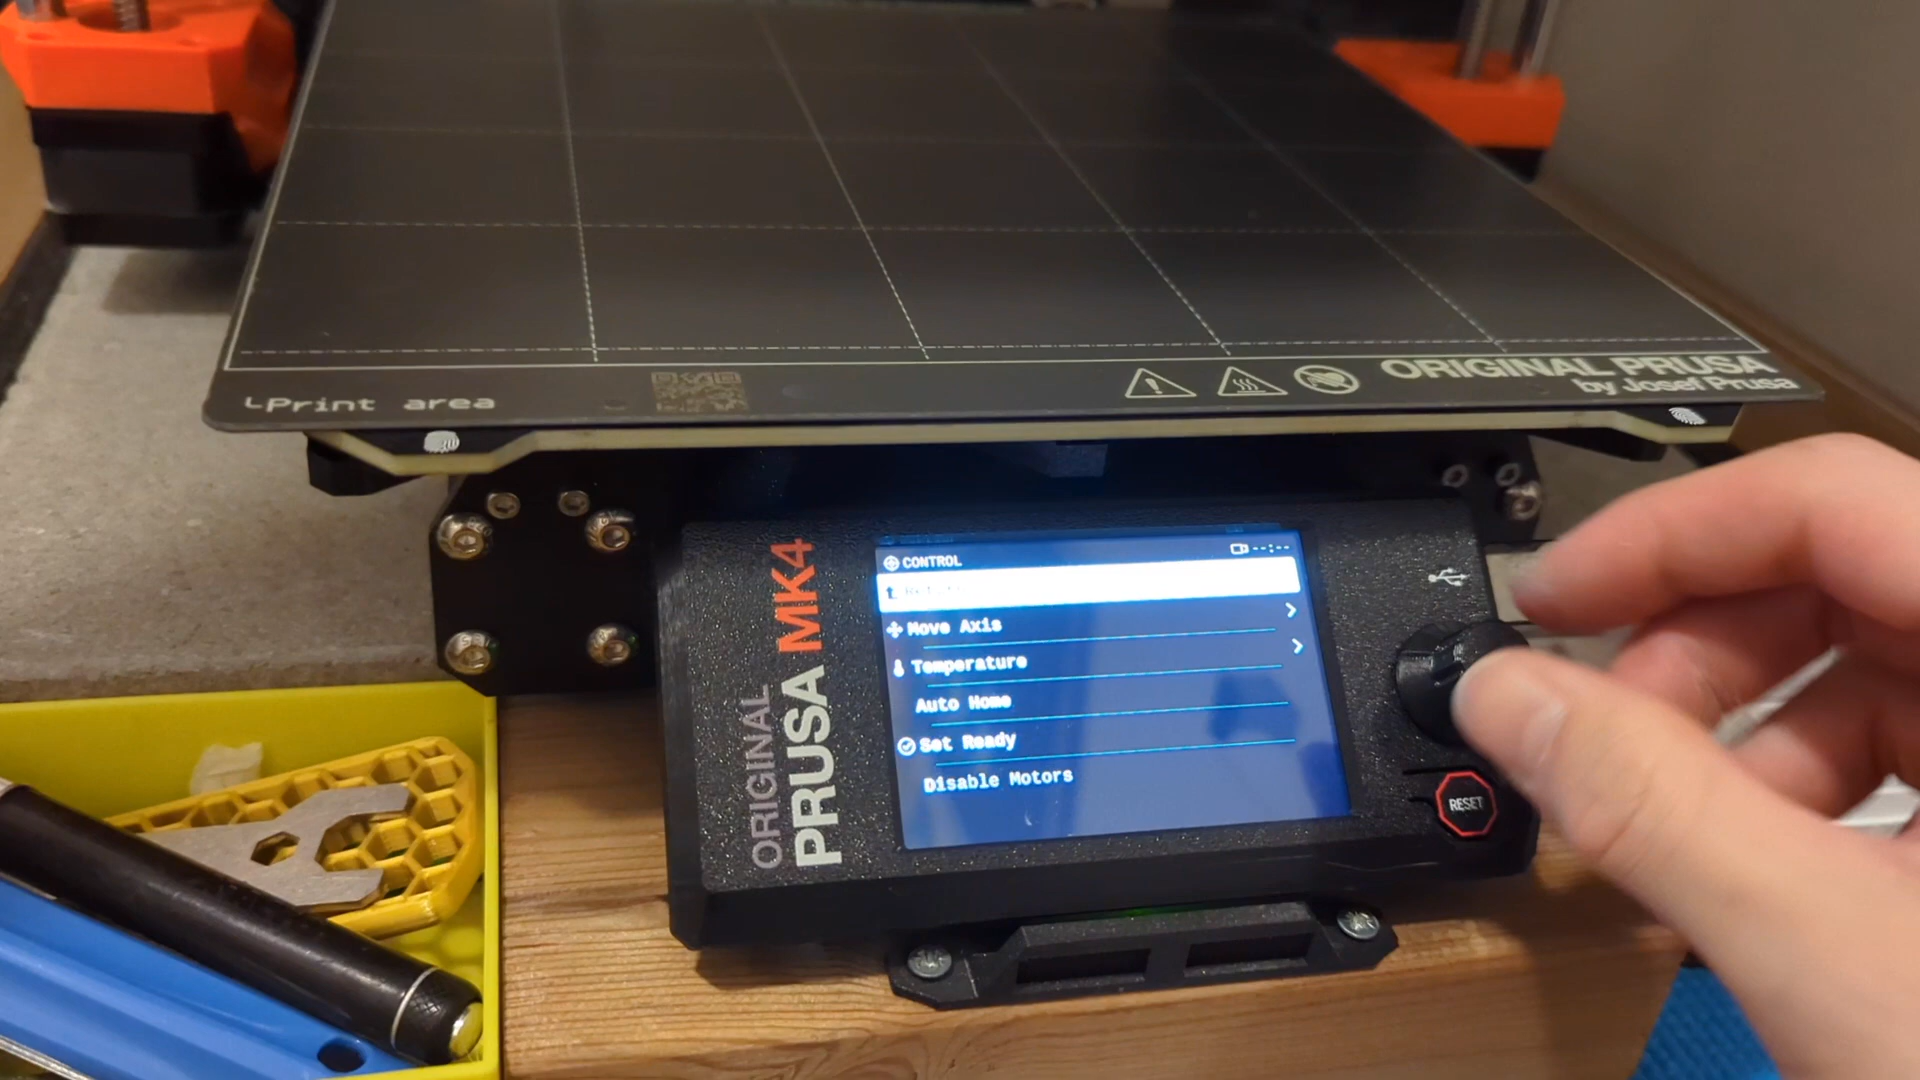 Print area
ORIGINAL PRUSA
by Josef Prusa
ORIGINAL
PRUSA MK4
CONTROL
--:--
Return
Move Axis
Temperature
Auto Home
Set Ready
Disable Motors
RESET